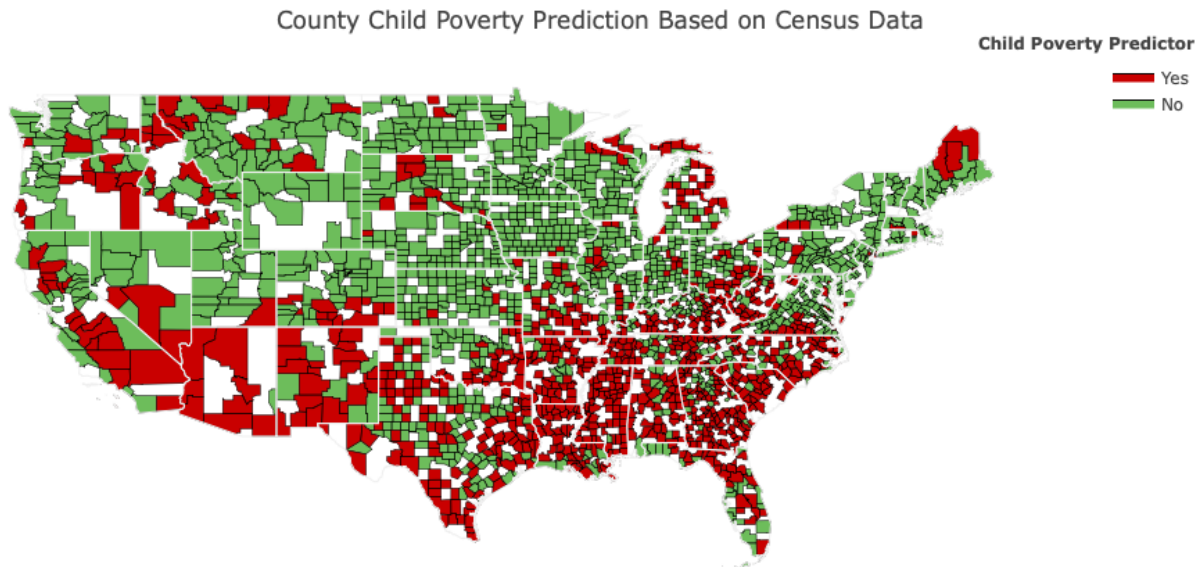 County Child Poverty Prediction Based on Census Data
Child Poverty Predictor
Yes
No